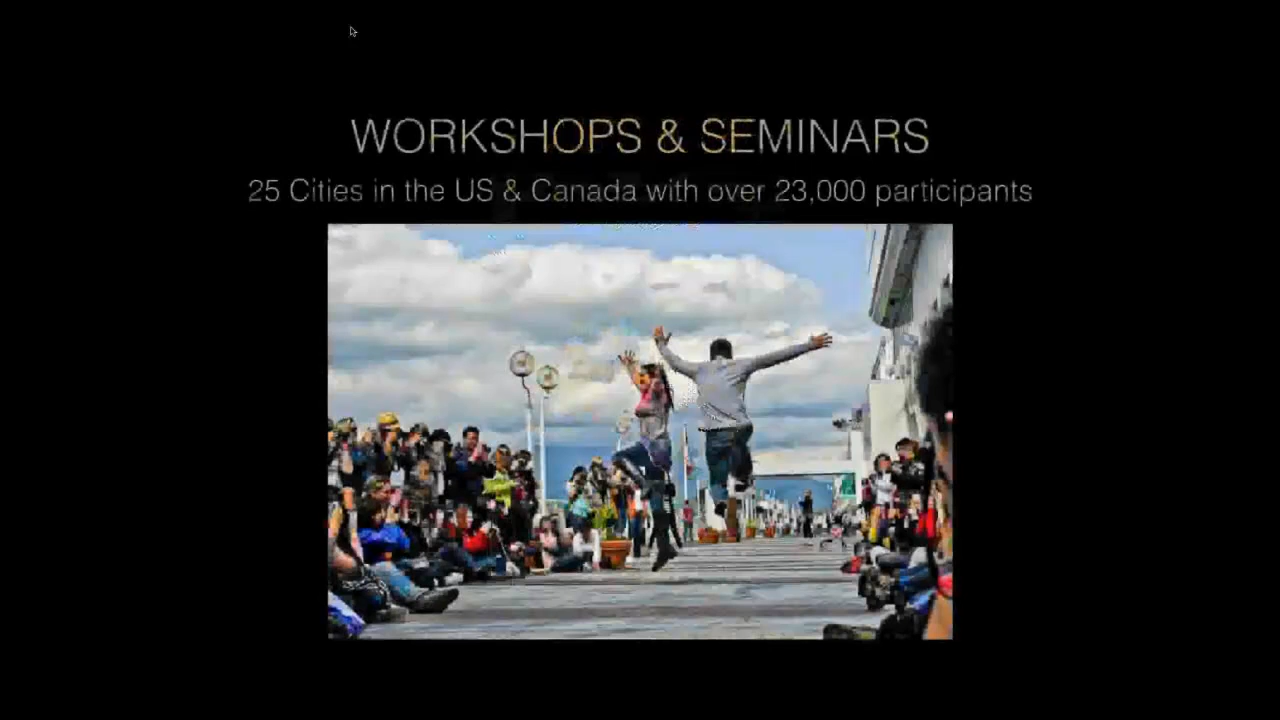 WORKSHOPS & SEMINARS
25 Cities in the US & Canada with over 23,000 participants